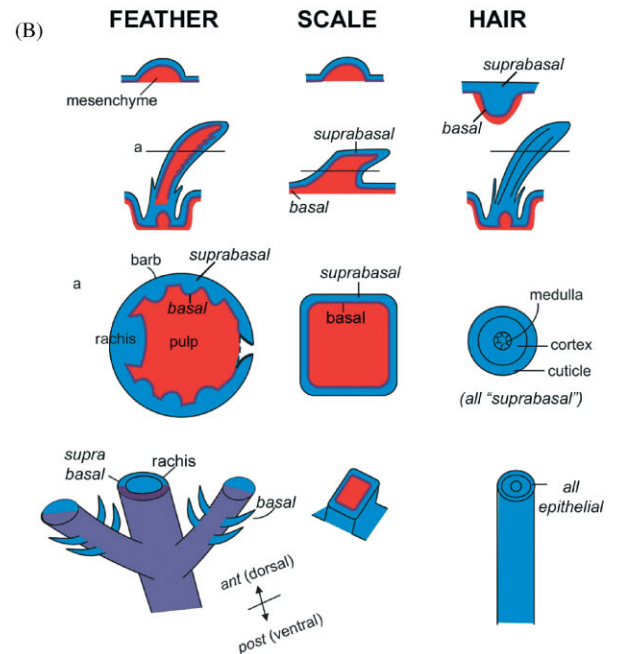 (B)
FEATHER SCALE HAIR
mesenchyme
suprabasal
basal
a
suprabasal
basal
a
barb
suprabasal
basal
rachis
pulp
suprabasal
basal
medulla
cortex
cuticle
(all "suprabasal")
supra
basal
rachis
basal
ant (dorsal)
post (ventral)
all
epithelial